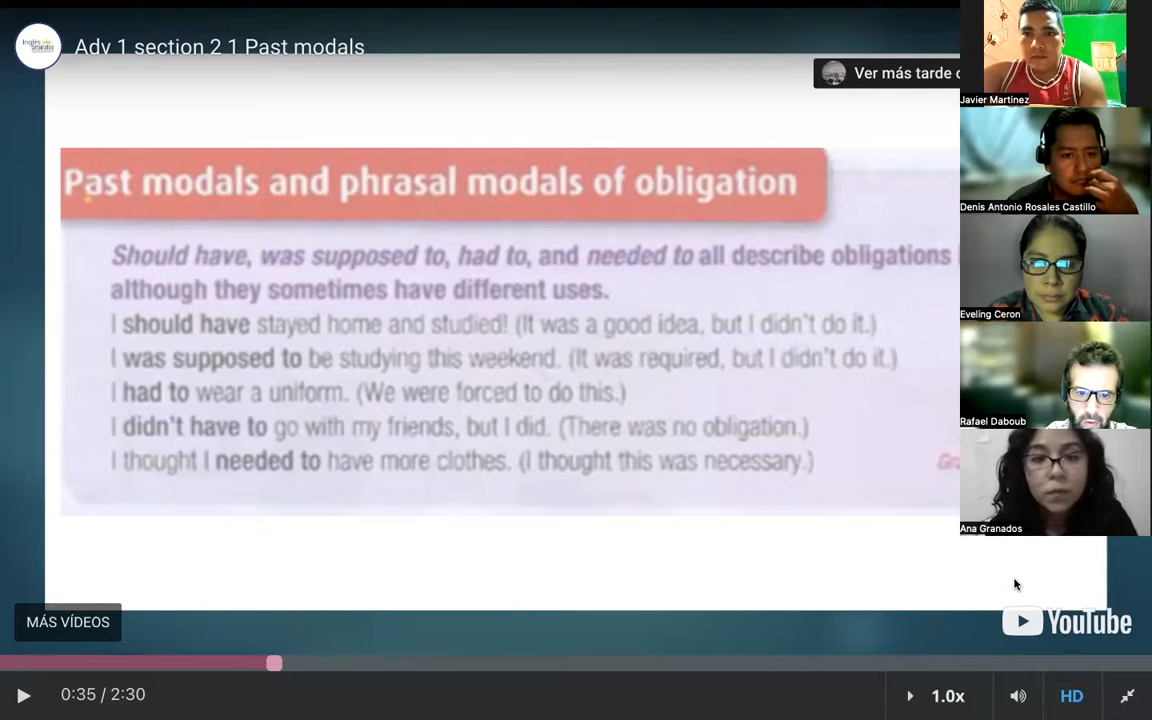 Adv 1 section 2 1 Past modals
Ver más tarde
Past modals and phrasal modals of obligation
Should have, was supposed to, had to, and needed to all describe obligations
although they sometimes have different uses.
I should have stayed home and studied! (It was a good idea, but I didn't do it.)
I was supposed to be studying this weekend. (It was required, but I didn't do it.)
I had to wear a uniform. (We were forced to do this.)
I didn't have to go with my friends, but I did. (There was no obligation.)
I thought I needed to have more clothes. (I thought this was necessary.)
Javier Martinez
Denis Antonio Rosales Castillo
Eveling Ceron
Rafael Daboub
Ana Granados
MÁS VÍDEOS
YouTube
0:35 / 2:30
1.0x
HD